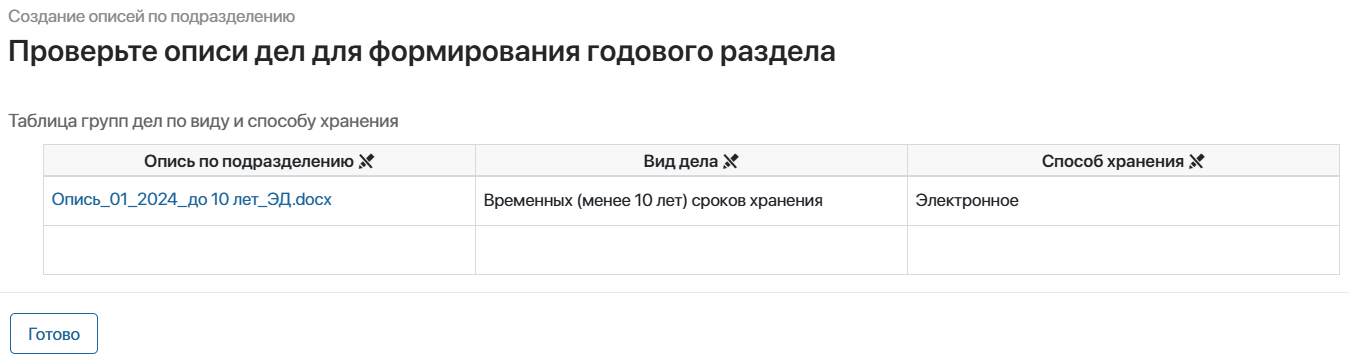 Создание описей по подразделению
Проверьте описи дел для формирования годового раздела
Таблица групп дел по виду и способу хранения
Опись по подразделению Вид дела Способ хранения
Опись_01_2024_до 10 лет_ЭД.docx Временных (менее 10 лет) сроков хранения Электронное
Готово